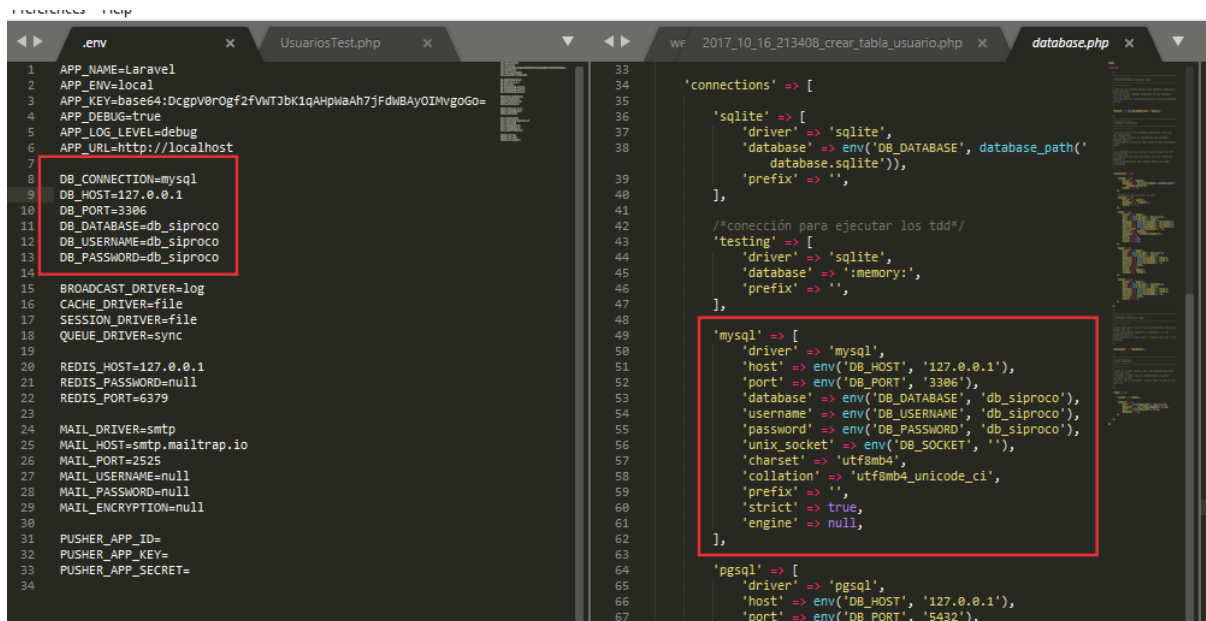 Preferences Help
.env
UsuariosTest.php
we
2017_10_16_213408_crear_tabla_usuario.php
database.php
1 APP_NAME=Laravel
2 APP_ENV=local
3 APP_KEY=base64:DcgpV0rOgf2fVWTJbK1qAHpWaAh7jFdWBAyOIMvgoGo=
4 APP_DEBUG=true
5 APP_LOG_LEVEL=debug
6 APP_URL=http://localhost
7
8 DB_CONNECTION=mysql
9 DB_HOST=127.0.0.1
10 DB_PORT=3306
11 DB_DATABASE=db_siproco
12 DB_USERNAME=db_siproco
13 DB_PASSWORD=db_siproco
14
15 BROADCAST_DRIVER=log
16 CACHE_DRIVER=file
17 SESSION_DRIVER=file
18 QUEUE_DRIVER=sync
19
20 REDIS_HOST=127.0.0.1
21 REDIS_PASSWORD=null
22 REDIS_PORT=6379
23
24 MAIL_DRIVER=smtp
25 MAIL_HOST=smtp.mailtrap.io
26 MAIL_PORT=2525
27 MAIL_USERNAME=null
28 MAIL_PASSWORD=null
29 MAIL_ENCRYPTION=null
30
31 PUSHER_APP_ID=
32 PUSHER_APP_KEY=
33 PUSHER_APP_SECRET=
34
33
34 'connections' => [
35
36 'sqlite' => [
37 'driver' => 'sqlite',
38 'database' => env('DB_DATABASE', database_path('
database.sqlite')),
39 'prefix' => '',
40 ],
41
42 /*conección para ejecutar los tdd*/
43 'testing' => [
44 'driver' => 'sqlite',
45 'database' => ':memory:',
46 'prefix' => '',
47 ],
48
49 'mysql' => [
50 'driver' => 'mysql',
51 'host' => env('DB_HOST', '127.0.0.1'),
52 'port' => env('DB_PORT', '3306'),
53 'database' => env('DB_DATABASE', 'db_siproco'),
54 'username' => env('DB_USERNAME', 'db_siproco'),
55 'password' => env('DB_PASSWORD', 'db_siproco'),
56 'unix_socket' => env('DB_SOCKET', ''),
57 'charset' => 'utf8mb4',
58 'collation' => 'utf8mb4_unicode_ci',
59 'prefix' => '',
60 'strict' => true,
61 'engine' => null,
62 ],
63
64 'pgsql' => [
65 'driver' => 'pgsql',
66 'host' => env('DB_HOST', '127.0.0.1'),
67 'port' => env('DB_PORT', '5432'),